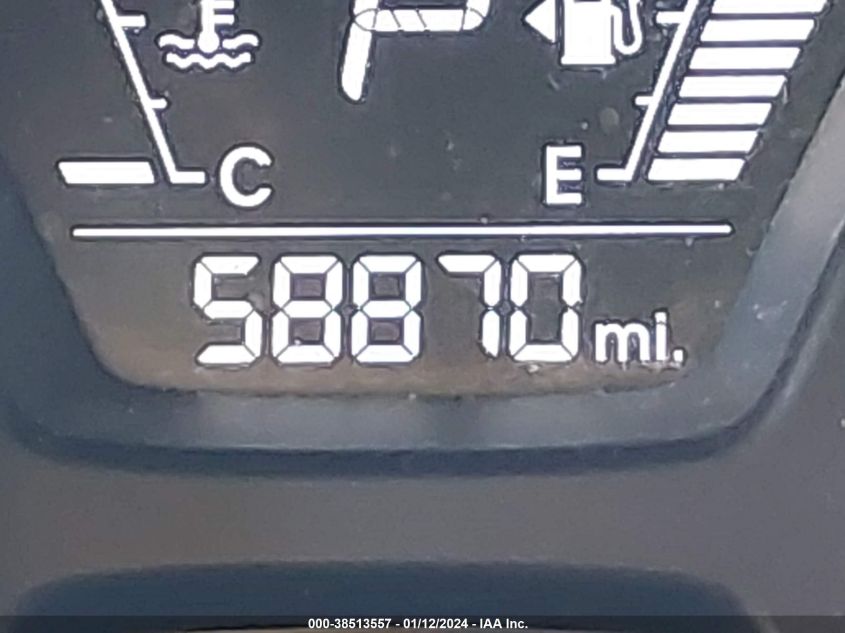 P
C E
58870 mi.
000-38513557 - 01/12/2024 - IAA Inc.